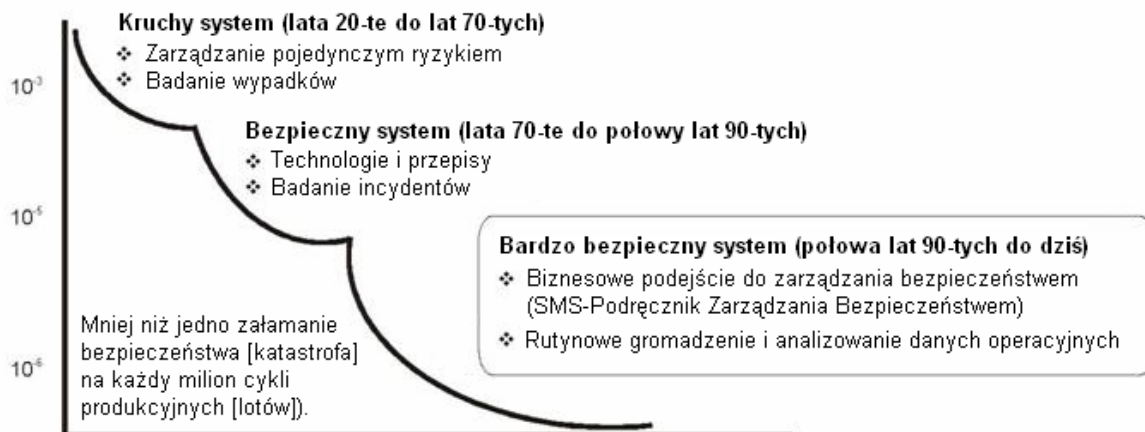 Kruchy system (lata 20-te do lat 70-tych)
❖ Zarządzanie pojedynczym ryzykiem
❖ Badanie wypadków
10⁻³
Bezpieczny system (lata 70-te do połowy lat 90-tych)
❖ Technologie i przepisy
❖ Badanie incydentów
10⁻⁵
Bardzo bezpieczny system (połowa lat 90-tych do dziś)
❖ Biznesowe podejście do zarządzania bezpieczeństwem
(SMS-Podręcznik Zarządzania Bezpieczeństwem)
❖ Rutynowe gromadzenie i analizowanie danych operacyjnych
Mniej niż jedno załamanie
bezpieczeństwa [katastrofa]
na każdy milion cykli
produkcyjnych [lotów]).
10⁻⁶